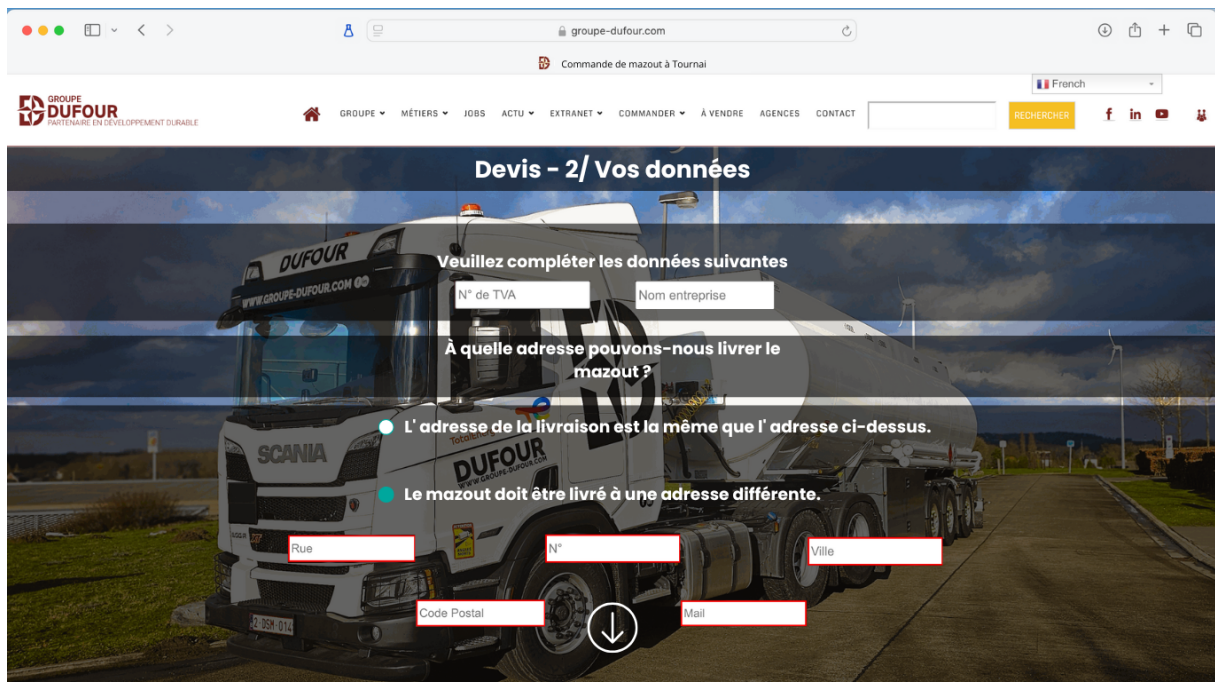 groupe-dufour.com
Commande de mazout à Tournai
French
GROUPE
DUFOUR
PARTENAIRE EN DÉVELOPPEMENT DURABLE
GROUPE MÉTIERS JOBS ACTU EXTRANET COMMANDER À VENDRE AGENCES CONTACT
RECHERCHER
Devis - 2/ Vos données
DUFOUR
WWW.GROUPE-DUFOUR.COM
Veuillez compléter les données suivantes
N° de TVA
Nom entreprise
À quelle adresse pouvons-nous livrer le
mazout ?
L' adresse de la livraison est la même que l' adresse ci-dessus.
SCANIA
DUFOUR
WWW.GROUPE-DUFOUR.COM
Le mazout doit être livré à une adresse différente.
Rue
N°
Ville
Code Postal
Mail
2-DSM-014